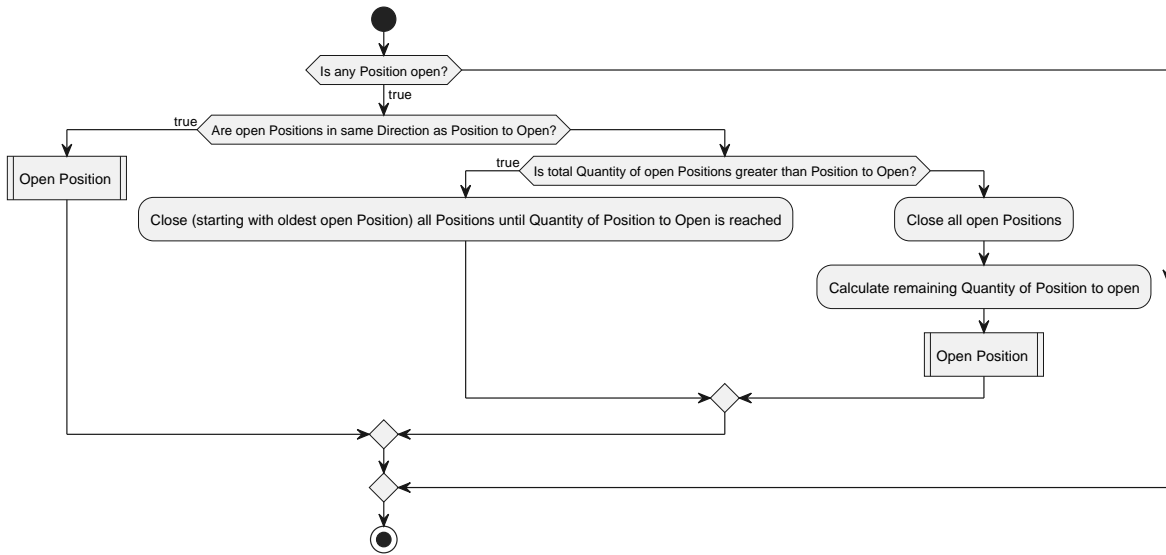 Is any Position open?
true
true
Are open Positions in same Direction as Position to Open?
Open Position
true
Is total Quantity of open Positions greater than Position to Open?
Close (starting with oldest open Position) all Positions until Quantity of Position to Open is reached
Close all open Positions
Calculate remaining Quantity of Position to open
Open Position